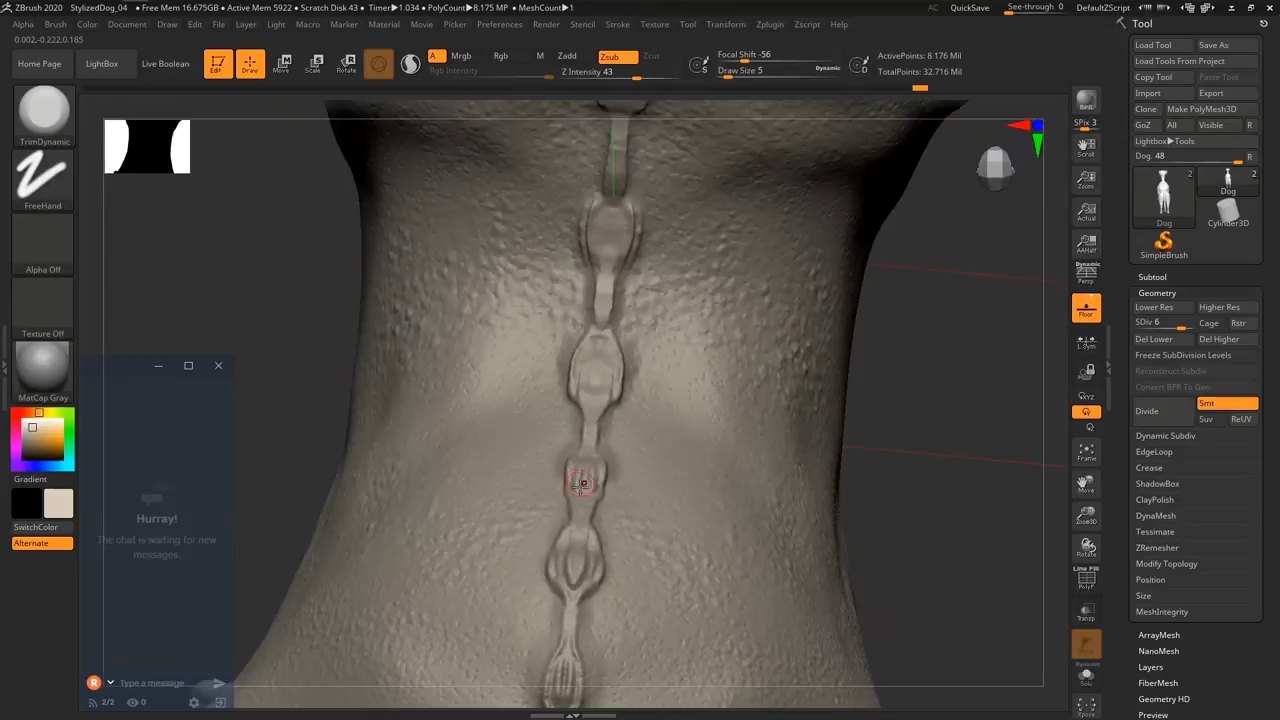 ZBrush 2020 StylizedDog_04 • Free Mem 16.675GB • Active Mem 5922 • Scratch Disk 43 • Timer▶1.034 • PolyCount▶8.175 MP • MeshCount▶1
AC QuickSave See-through 0 DefaultZScript
Alpha Brush Color Document Draw Edit File Layer Light Macro Marker Material Movie Picker Preferences Render Stencil Stroke Texture Tool Transform Zplugin Zscript Help
0.002,-0.222,0.185
Home Page LightBox Live Boolean
Edit Draw Move Scale Rotate
A Mrgb Rgb M Zadd Zsub Zcut
Rgb Intensity Z Intensity 43
Focal Shift -56
Draw Size 5 Dynamic
S D
ActivePoints: 8.176 Mil
TotalPoints: 32.716 Mil
TrimDynamic
FreeHand
Alpha Off
Texture Off
MatCap Gray
Gradient
SwitchColor
Alternate
Hurray!
The chat is waiting for new
messages.
R Type a message
2/2 0
BPR
SPix 3
Scroll
Zoom
Actual
AAHalf
Dynamic
Persp
Floor
L.Sym
XYZ
Y
Z
Frame
Move
Zoom3D
Rotate
Line Fill
PolyF
Transp
Ghost
Dynamic
Solo
Xpose
Tool
Load Tool Save As
Load Tools From Project
Copy Tool Paste Tool
Import Export
Clone Make PolyMesh3D
GoZ All Visible R
Lightbox▶Tools
Dog. 48 R
2 2
Dog
Dog Cylinder3D
SimpleBrush
Subtool
Geometry
Lower Res Higher Res
SDiv 6 Cage Rstr
Del Lower Del Higher
Freeze SubDivision Levels
Reconstruct Subdiv
Convert BPR To Geo
Divide Smt
Suv ReUV
Dynamic Subdiv
EdgeLoop
Crease
ShadowBox
ClayPolish
DynaMesh
Tessimate
ZRemesher
Modify Topology
Position
Size
MeshIntegrity
ArrayMesh
NanoMesh
Layers
FiberMesh
Geometry HD
Preview